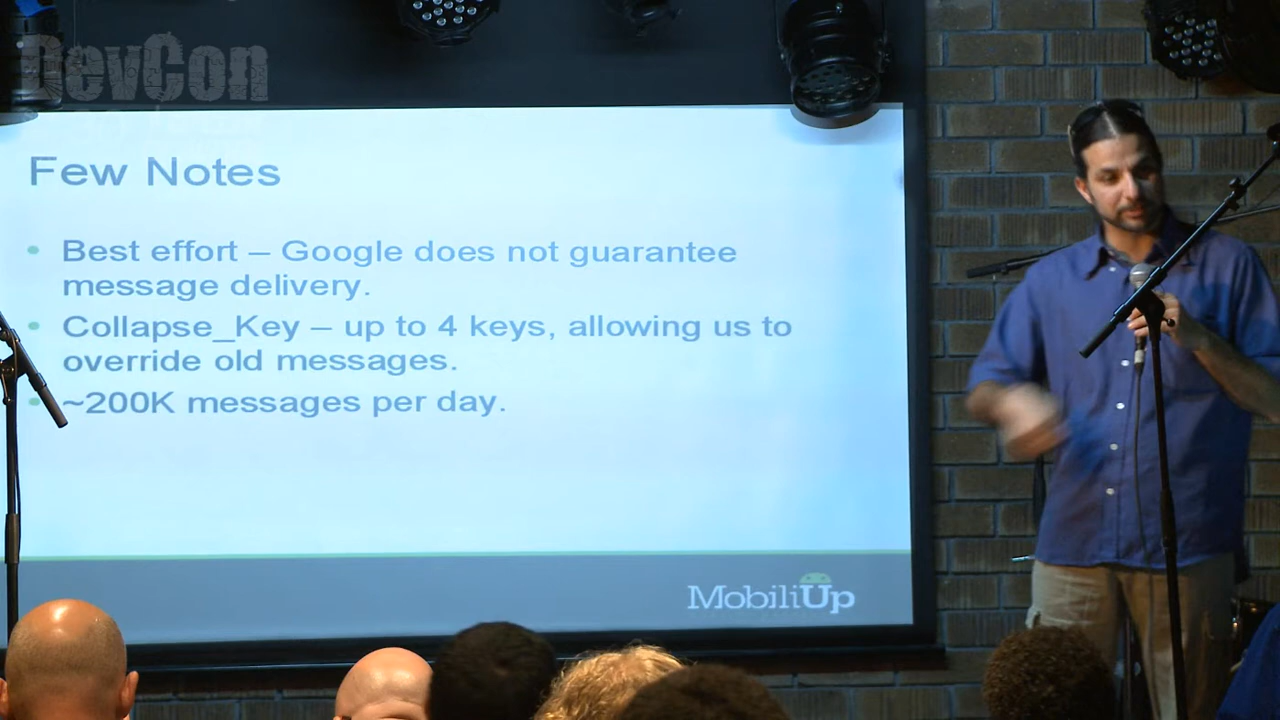 DevCon
Few Notes
• Best effort – Google does not guarantee
message delivery.
• Collapse_Key – up to 4 keys, allowing us to
override old messages.
• ~200K messages per day.
MobiliUp